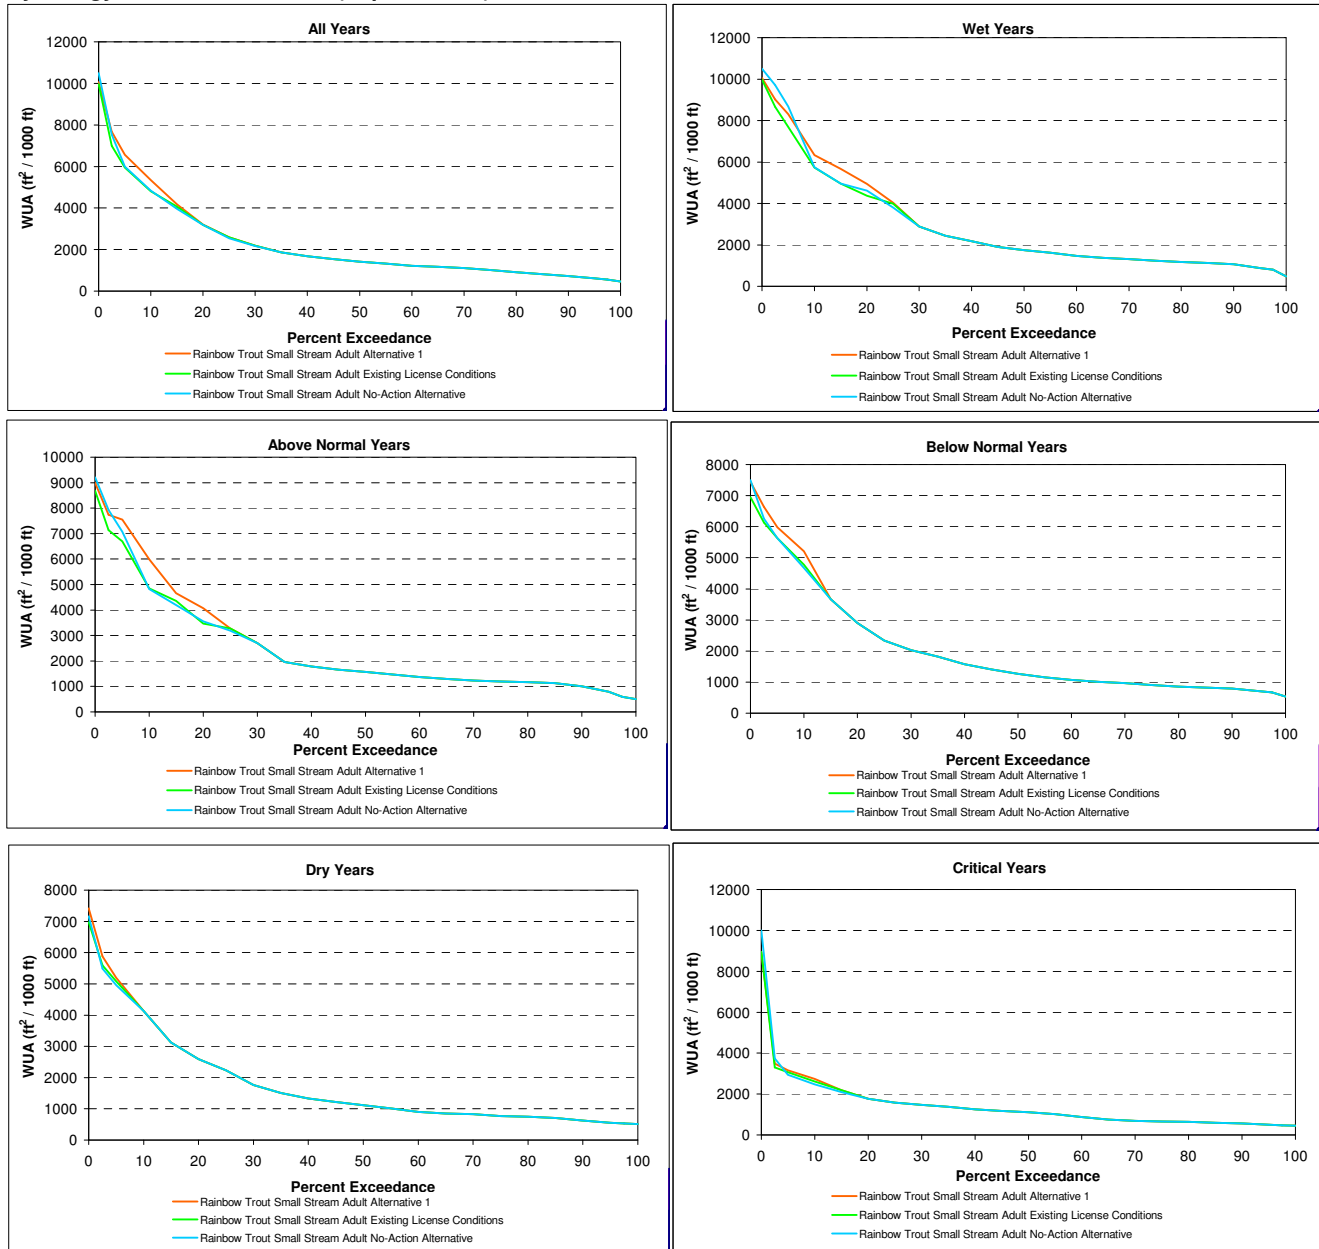 All Years
12000
10000
8000
6000
4000
2000
0
WUA (ft² / 1000 ft)
0 10 20 30 40 50 60 70 80 90 100
Percent Exceedance
Rainbow Trout Small Stream Adult Alternative 1
Rainbow Trout Small Stream Adult Existing License Conditions
Rainbow Trout Small Stream Adult No-Action Alternative
Wet Years
12000
10000
8000
6000
4000
2000
0
WUA (ft² / 1000 ft)
0 10 20 30 40 50 60 70 80 90 100
Percent Exceedance
Rainbow Trout Small Stream Adult Alternative 1
Rainbow Trout Small Stream Adult Existing License Conditions
Rainbow Trout Small Stream Adult No-Action Alternative
Above Normal Years
10000
9000
8000
7000
6000
5000
4000
3000
2000
1000
0
WUA (ft² / 1000 ft)
0 10 20 30 40 50 60 70 80 90 100
Percent Exceedance
Rainbow Trout Small Stream Adult Alternative 1
Rainbow Trout Small Stream Adult Existing License Conditions
Rainbow Trout Small Stream Adult No-Action Alternative
Below Normal Years
8000
7000
6000
5000
4000
3000
2000
1000
0
WUA (ft² / 1000 ft)
0 10 20 30 40 50 60 70 80 90 100
Percent Exceedance
Rainbow Trout Small Stream Adult Alternative 1
Rainbow Trout Small Stream Adult Existing License Conditions
Rainbow Trout Small Stream Adult No-Action Alternative
Dry Years
8000
7000
6000
5000
4000
3000
2000
1000
0
WUA (ft² / 1000 ft)
0 10 20 30 40 50 60 70 80 90 100
Percent Exceedance
Rainbow Trout Small Stream Adult Alternative 1
Rainbow Trout Small Stream Adult Existing License Conditions
Rainbow Trout Small Stream Adult No-Action Alternative
Critical Years
12000
10000
8000
6000
4000
2000
0
WUA (ft² / 1000 ft)
0 10 20 30 40 50 60 70 80 90 100
Percent Exceedance
Rainbow Trout Small Stream Adult Alternative 1
Rainbow Trout Small Stream Adult Existing License Conditions
Rainbow Trout Small Stream Adult No-Action Alternative